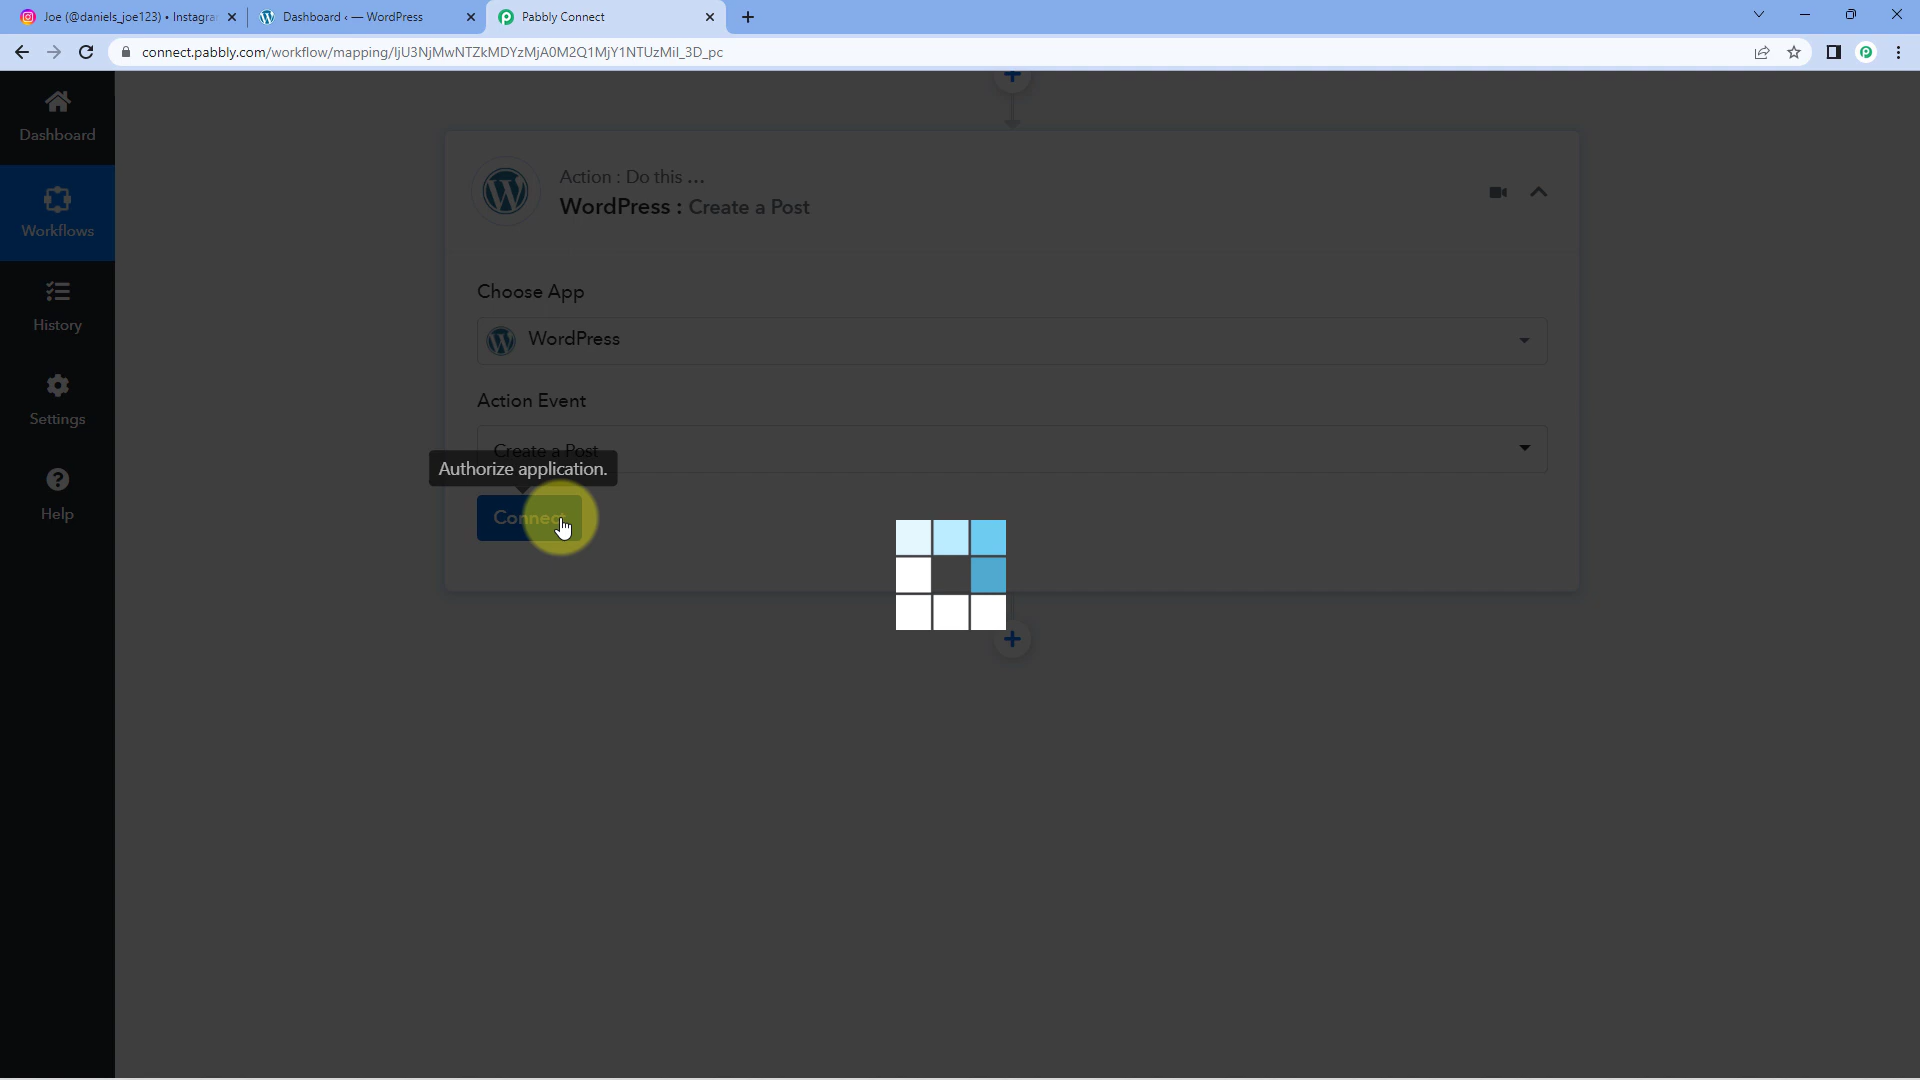 Joe (@daniels_joe123) • Instagra
Dashboard ‹ — WordPress
Pabbly Connect
connect.pabbly.com/workflow/mapping/IjU3NjMwNTZkMDYzMjA0M2Q1MjY1NTUzMiI_3D_pc
Dashboard
Workflows
History
Settings
Help
Action : Do this ...
WordPress : Create a Post
Choose App
WordPress
Action Event
Create a Post
Authorize application.
Connect